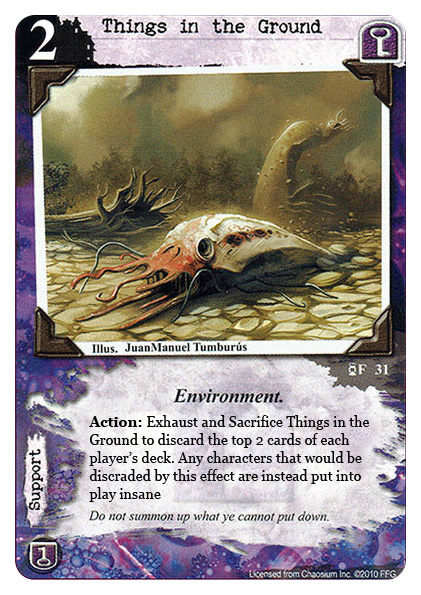 2
Things in the Ground
Illus. JuanManuel Tumburús
F 31
Environment.
Action: Exhaust and Sacrifice Things in the
Ground to discard the top 2 cards of each
player's deck. Any characters that would be
discraded by this effect are instead put into
play insane
Do not summon up what ye cannot put down.
Support
1
Licensed from Chaosium Inc. ©2010 FFG